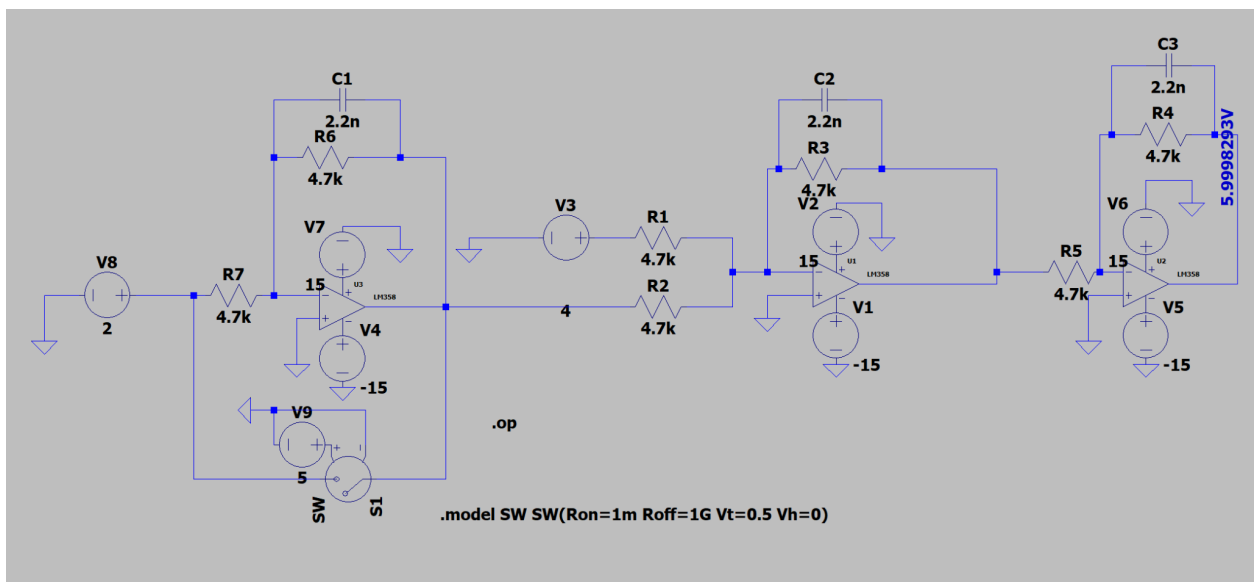 C1
2.2n
R6
4.7k
V8
2
R7
4.7k
V7
15
U3
LM358
V4
-15
V9
5
SW
S1
.op
.model SW SW(Ron=1m Roff=1G Vt=0.5 Vh=0)
V3
4
R1
4.7k
R2
4.7k
C2
2.2n
R3
4.7k
V2
15
U1
LM358
V1
-15
C3
2.2n
R4
4.7k
5.9998293V
R5
4.7k
V6
15
U2
LM358
V5
-15